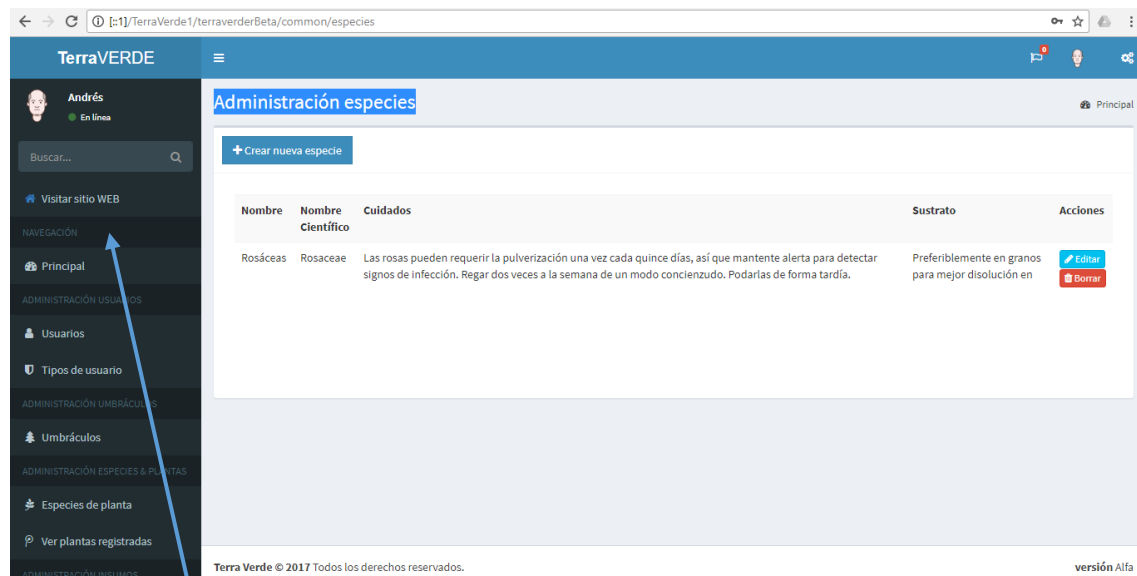 [::1]/TerraVerde1/terraverderBeta/common/especies
TerraVERDE
0
Andrés
En línea
Buscar...
Visitar sitio WEB
NAVEGACIÓN
Principal
ADMINISTRACIÓN USUARIOS
Usuarios
Tipos de usuario
ADMINISTRACIÓN UMBRÁCULOS
Umbráculos
ADMINISTRACIÓN ESPECIES & PLANTAS
Especies de planta
Ver plantas registradas
ADMINISTRACIÓN INSUMOS
Administración especies
Principal
Crear nueva especie
Nombre Nombre Científico Cuidados Sustrato Acciones
Rosáceas Rosaceae Las rosas pueden requerir la pulverización una vez cada quince días, así que mantente alerta para detectar
signos de infección. Regar dos veces a la semana de un modo concienzudo. Podarlas de forma tardía.
Preferiblemente en granos
para mejor disolución en
Editar
Borrar
Terra Verde © 2017 Todos los derechos reservados.
versión Alfa